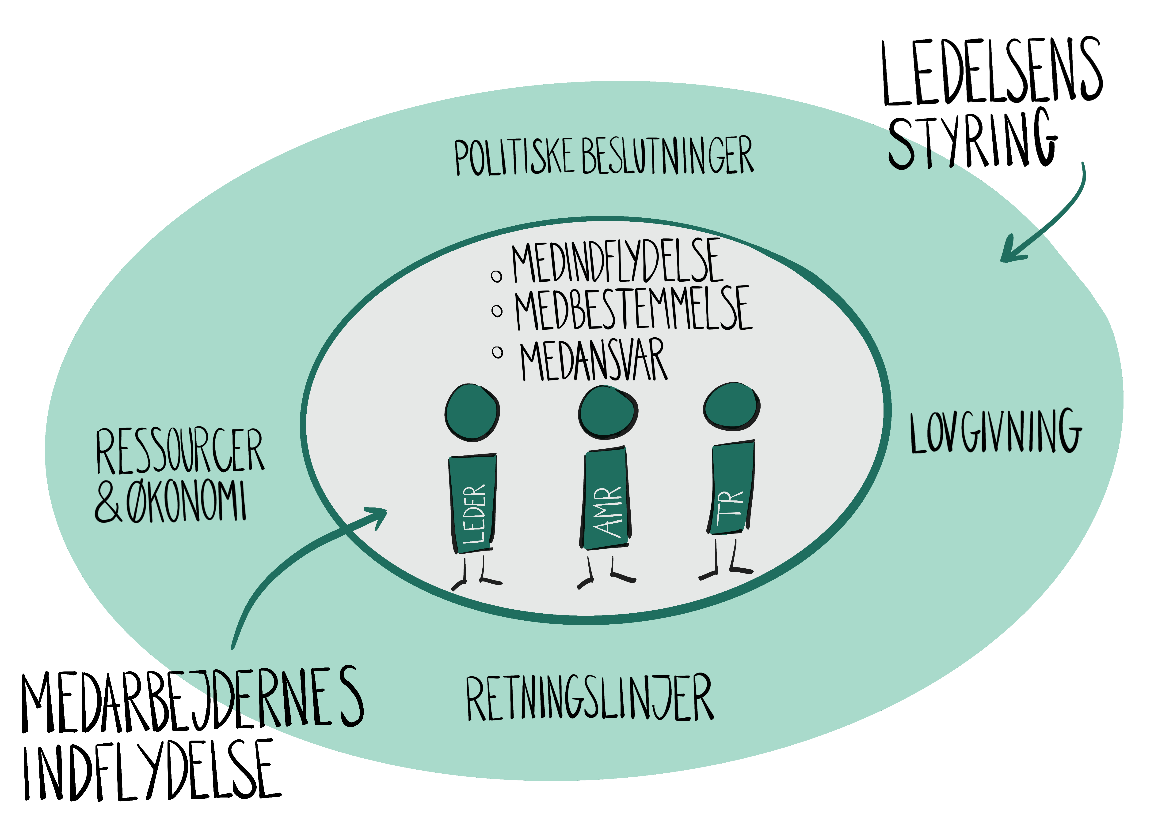 LEDELSENS
STYRING
POLITISKE BESLUTNINGER
MEDINDFLYDELSE
MEDBESTEMMELSE
MEDANSVAR
RESSOURCER
& ØKONOMI
LOVGIVNING
LEDER
AMR
TR
RETNINGSLINJER
MEDARBEJDERNES
INDFLYDELSE